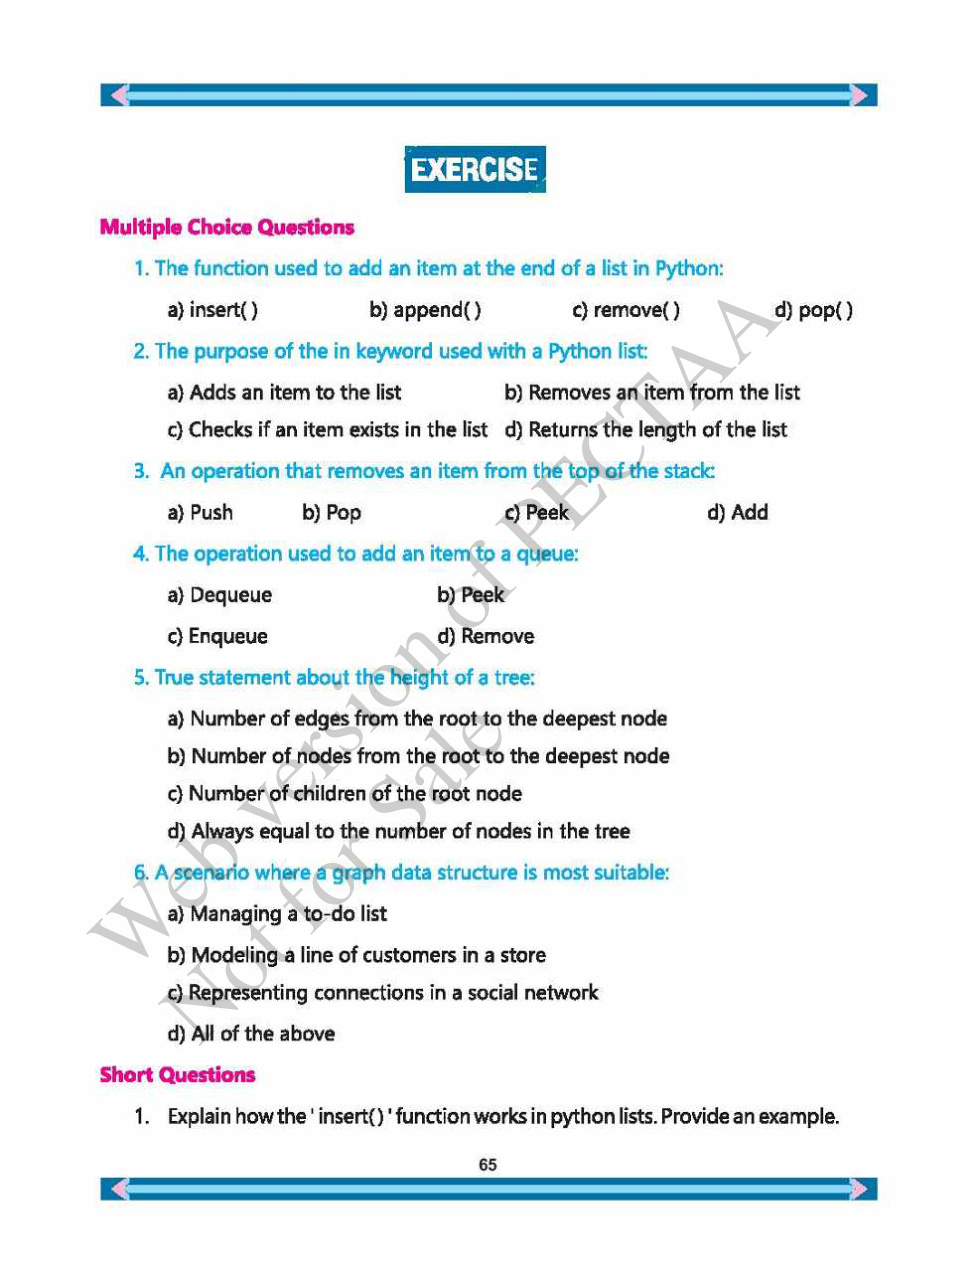 EXERCISE
Multiple Choice Questions
1. The function used to add an item at the end of a list in Python:
a) insert( ) b) append( ) c) remove( ) d) pop( )
2. The purpose of the in keyword used with a Python list:
a) Adds an item to the list b) Removes an item from the list
c) Checks if an item exists in the list d) Returns the length of the list
3. An operation that removes an item from the top of the stack:
a) Push b) Pop c) Peek d) Add
4. The operation used to add an item to a queue:
a) Dequeue b) Peek
c) Enqueue d) Remove
5. True statement about the height of a tree:
a) Number of edges from the root to the deepest node
b) Number of nodes from the root to the deepest node
c) Number of children of the root node
d) Always equal to the number of nodes in the tree
6. A scenario where a graph data structure is most suitable:
a) Managing a to-do list
b) Modeling a line of customers in a store
c) Representing connections in a social network
d) All of the above
Short Questions
1. Explain how the ' insert() ' function works in python lists. Provide an example.
65
Web version of PECTAA
Not for Sale